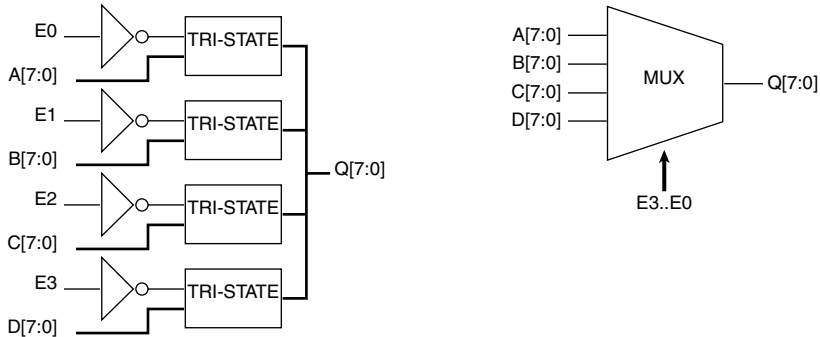 E0
TRI-STATE
A[7:0]
E1
TRI-STATE
B[7:0]
E2
TRI-STATE
C[7:0]
E3
TRI-STATE
D[7:0]
Q[7:0]
A[7:0]
B[7:0]
C[7:0]
D[7:0]
MUX
Q[7:0]
E3..E0